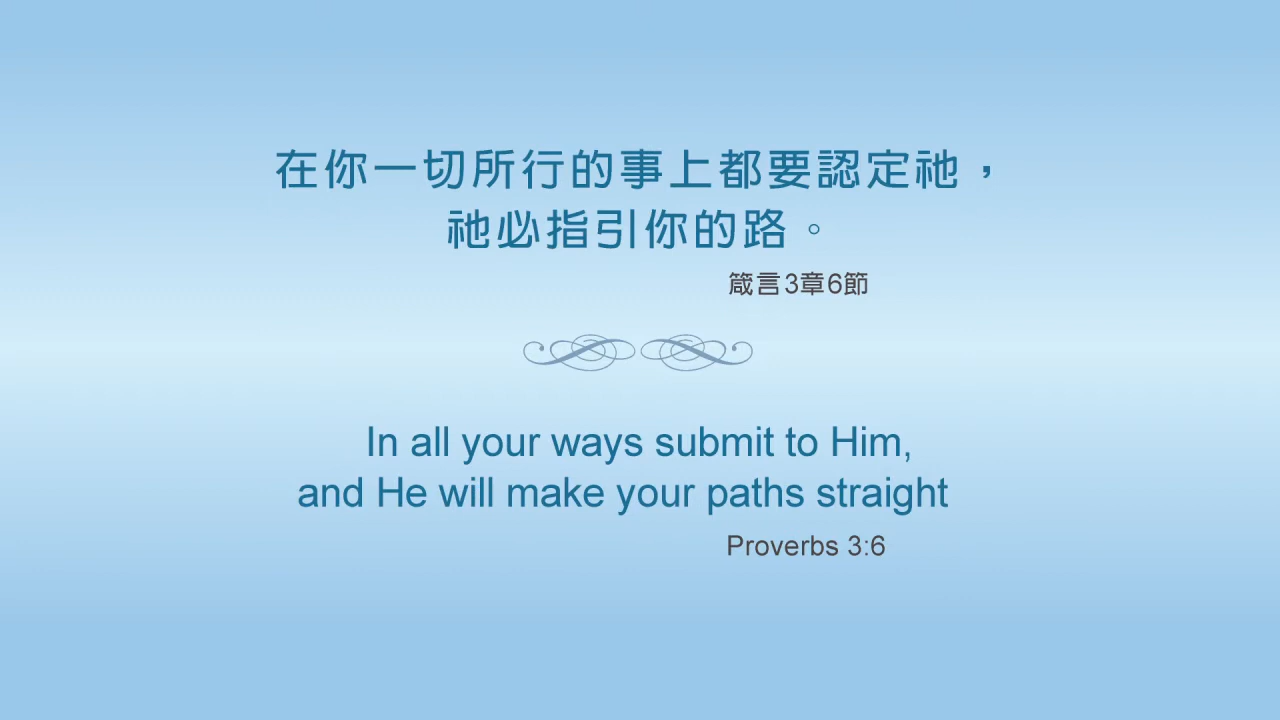 在你一切所行的事上都要認定祂，
祂必指引你的路。
箴言3章6節
In all your ways submit to Him,
and He will make your paths straight
Proverbs 3:6